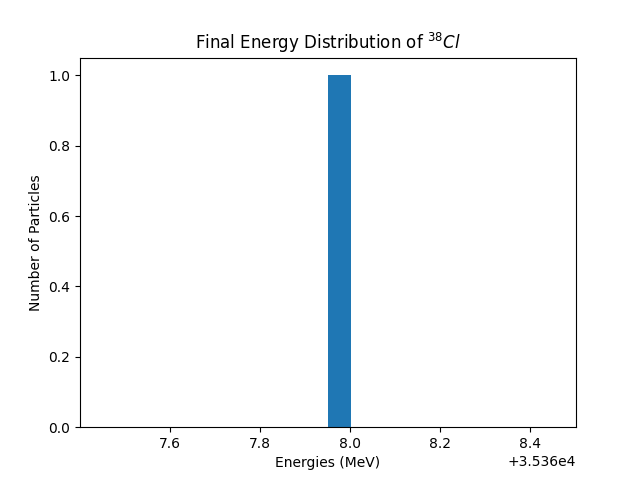 Final Energy Distribution of ³⁸Cl
1.0
0.8
0.6
0.4
0.2
0.0
Number of Particles
7.6 7.8 8.0 8.2 8.4
+3.536e4
Energies (MeV)